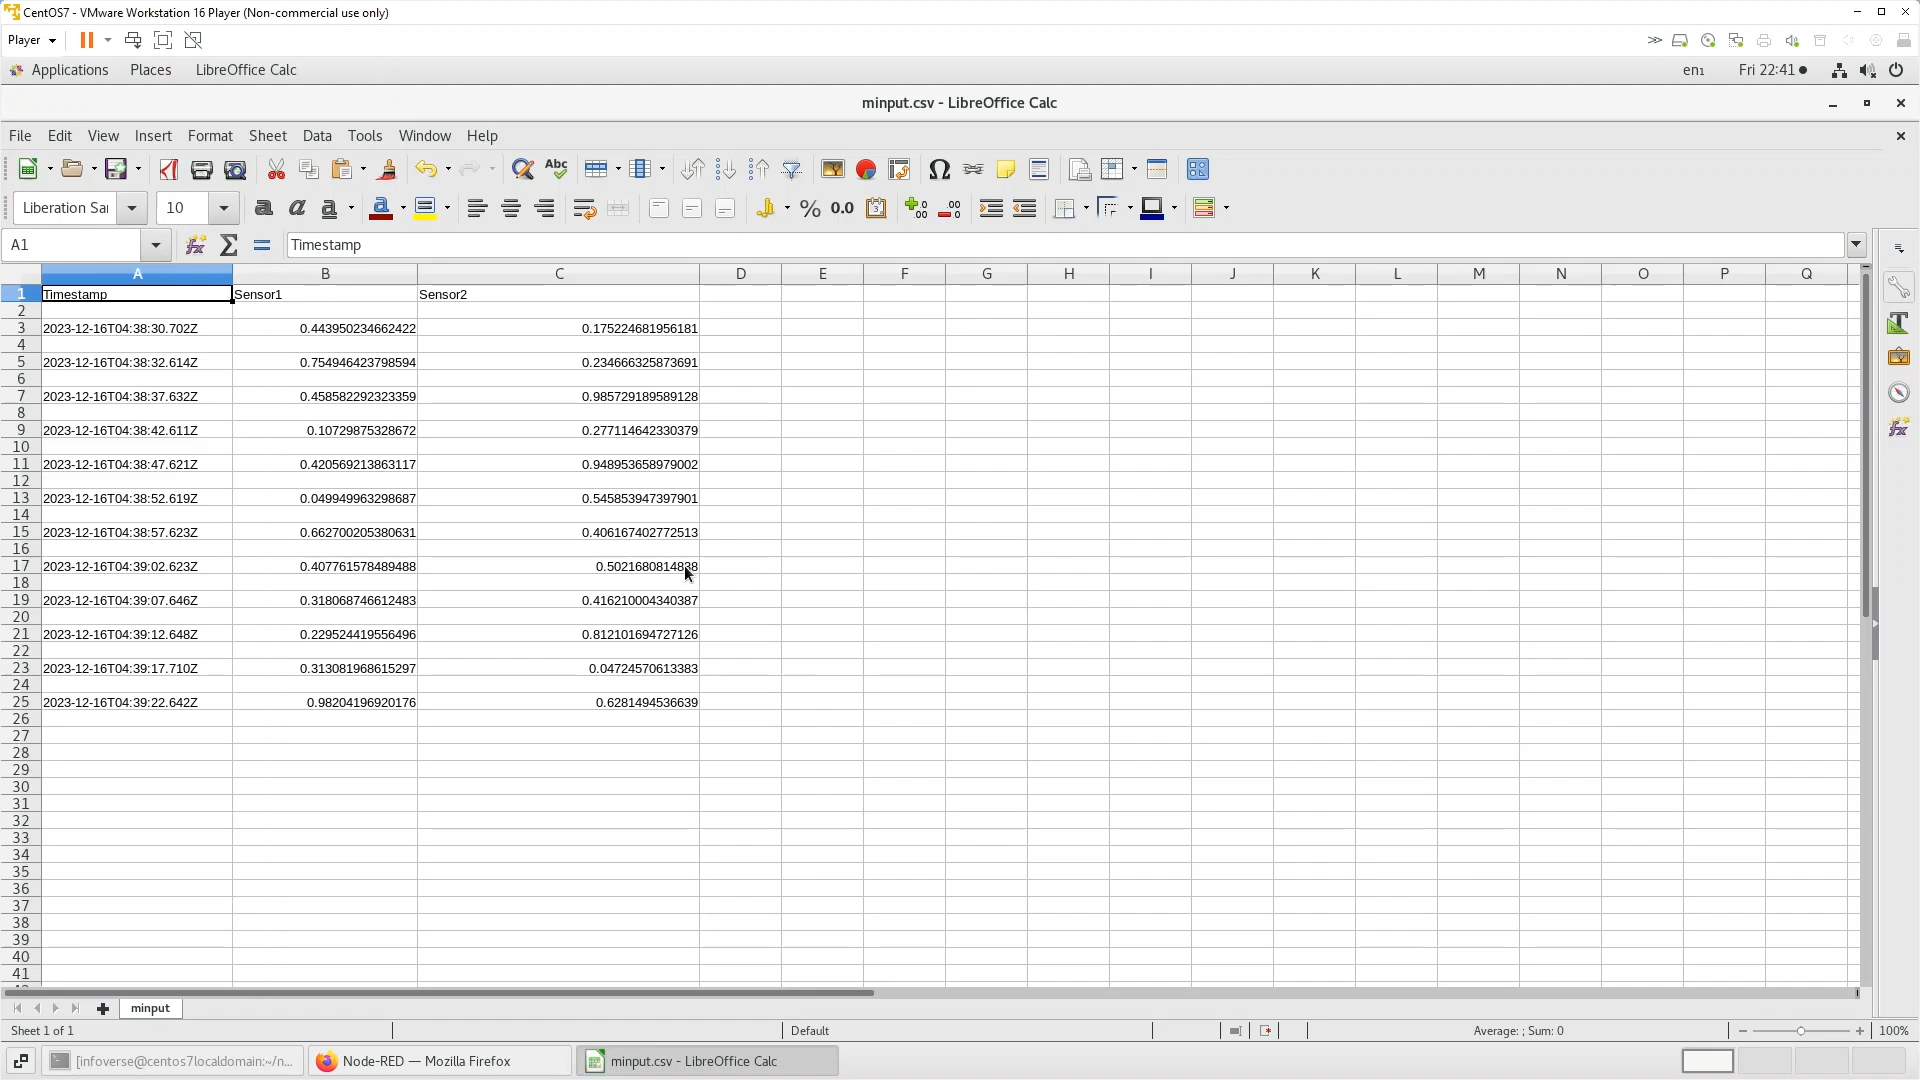 CentOS7 - VMware Workstation 16 Player (Non-commercial use only)
Player
Applications Places LibreOffice Calc en₁ Fri 22:41
minput.csv - LibreOffice Calc
File Edit View Insert Format Sheet Data Tools Window Help
Abc
Liberation Sa 10 a a a a % 0.0
A1 fx Σ = Timestamp
A B C D E F G H I J K L M N O P Q
1 Timestamp Sensor1 Sensor2
2
3 2023-12-16T04:38:30.702Z 0.443950234662422 0.175224681956181
4
5 2023-12-16T04:38:32.614Z 0.754946423798594 0.234666325873691
6
7 2023-12-16T04:38:37.632Z 0.458582292323359 0.985729189589128
8
9 2023-12-16T04:38:42.611Z 0.10729875328672 0.277114642330379
10
11 2023-12-16T04:38:47.621Z 0.420569213863117 0.948953658979002
12
13 2023-12-16T04:38:52.619Z 0.049949963298687 0.545853947397901
14
15 2023-12-16T04:38:57.623Z 0.662700205380631 0.406167402772513
16
17 2023-12-16T04:39:02.623Z 0.407761578489488 0.5021680814838
18
19 2023-12-16T04:39:07.646Z 0.318068746612483 0.416210004340387
20
21 2023-12-16T04:39:12.648Z 0.229524419556496 0.812101694727126
22
23 2023-12-16T04:39:17.710Z 0.313081968615297 0.04724570613383
24
25 2023-12-16T04:39:22.642Z 0.98204196920176 0.6281494536639
26
27
28
29
30
31
32
33
34
35
36
37
38
39
40
41
minput
Sheet 1 of 1 Default Average: ; Sum: 0 100%
[infoverse@centos7localdomain:~/n... Node-RED — Mozilla Firefox minput.csv - LibreOffice Calc